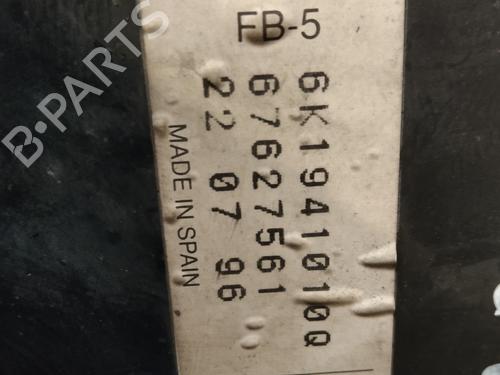 FB-5
6K1941010Q
67627561
22 07 96
MADE IN SPAIN
B-PARTS